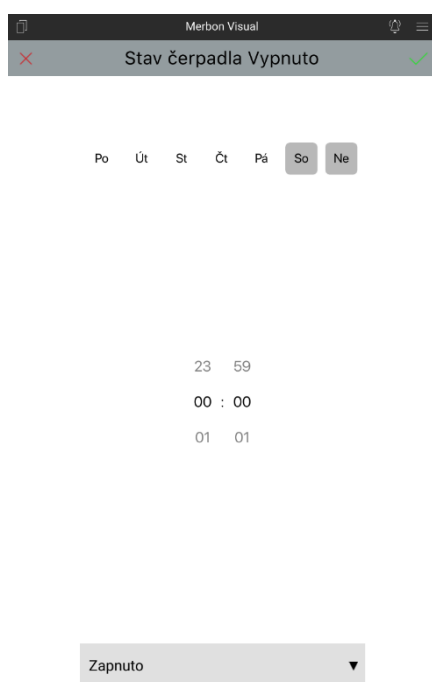 Merbon Visual
Stav čerpadla Vypnuto
Po Út St Čt Pá So Ne
23 59
00 : 00
01 01
Zapnuto